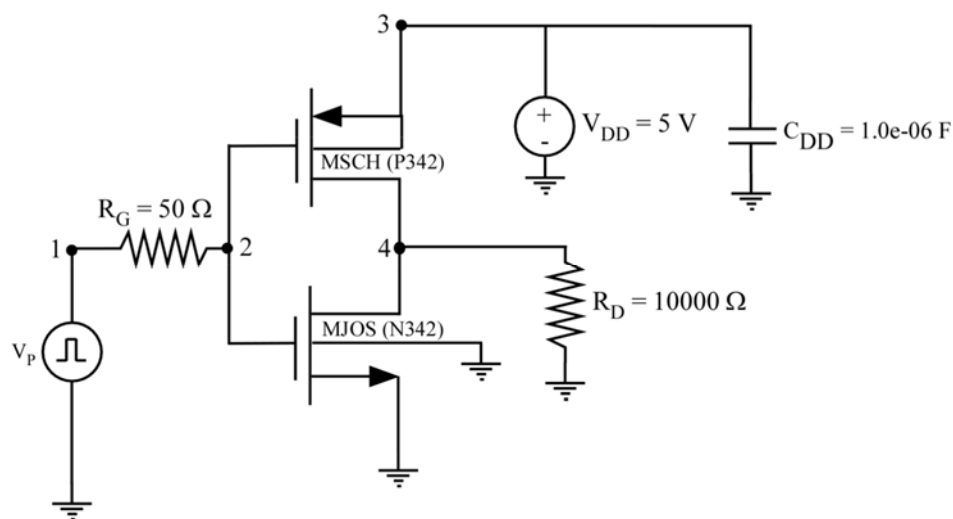 3
V_DD = 5 V
C_DD = 1.0e-06 F
MSCH (P342)
R_G = 50 Ω
1
2
4
R_D = 10000 Ω
MJOS (N342)
V_P
+
-